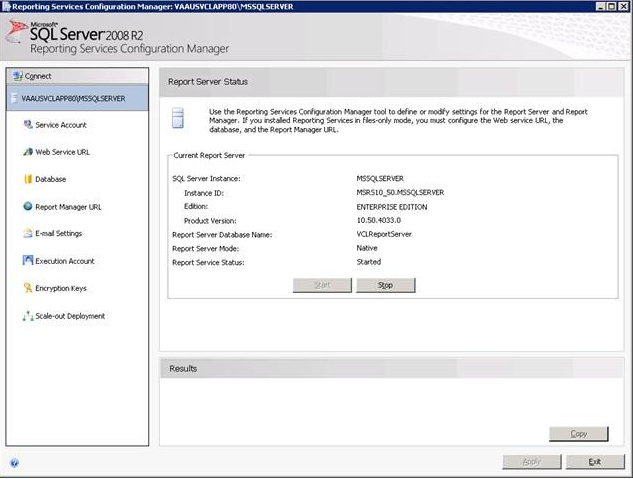 Reporting Services Configuration Manager: VAAUSVCLAPP80\MSSQLSERVER
Microsoft
SQL Server 2008 R2
Reporting Services Configuration Manager
Connect
VAAUSVCLAPP80\MSSQLSERVER
Service Account
Web Service URL
Database
Report Manager URL
E-mail Settings
Execution Account
Encryption Keys
Scale-out Deployment
Report Server Status
Use the Reporting Services Configuration Manager tool to define or modify settings for the Report Server and Report
Manager. If you installed Reporting Services in files-only mode, you must configure the Web service URL, the
database, and the Report Manager URL.
Current Report Server
SQL Server Instance: MSSQLSERVER
Instance ID: MSRS10_50.MSSQLSERVER
Edition: ENTERPRISE EDITION
Product Version: 10.50.4033.0
Report Server Database Name: VCLReportServer
Report Server Mode: Native
Report Service Status: Started
Start Stop
Results
Copy
Apply Exit